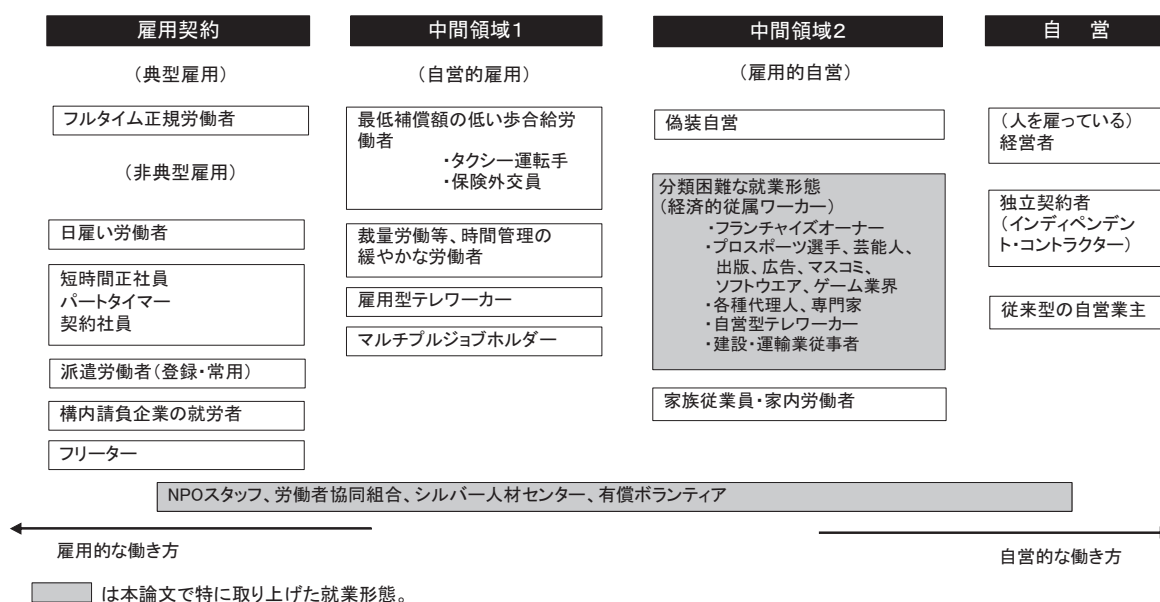 雇用契約
中間領域1
中間領域2
自 営
(典型雇用)
(自営的雇用)
(雇用的自営)
フルタイム正規労働者
(非典型雇用)
日雇い労働者
短時間正社員
パートタイマー
契約社員
派遣労働者(登録・常用)
構内請負企業の就労者
フリーター
最低補償額の低い歩合給労
働者
・タクシー運転手
・保険外交員
裁量労働等、時間管理の
緩やかな労働者
雇用型テレワーカー
マルチプルジョブホルダー
偽装自営
分類困難な就業形態
(経済的従属ワーカー)
・フランチャイズオーナー
・プロスポーツ選手、芸能人、
出版、広告、マスコミ、
ソフトウエア、ゲーム業界
・各種代理人、専門家
・自営型テレワーカー
・建設・運輸業従事者
家族従業員・家内労働者
(人を雇っている)
経営者
独立契約者
(インディペンデン
ト・コントラクター)
従来型の自営業主
NPOスタッフ、労働者協同組合、シルバー人材センター、有償ボランティア
雇用的な働き方
自営的な働き方
は本論文で特に取り上げた就業形態。